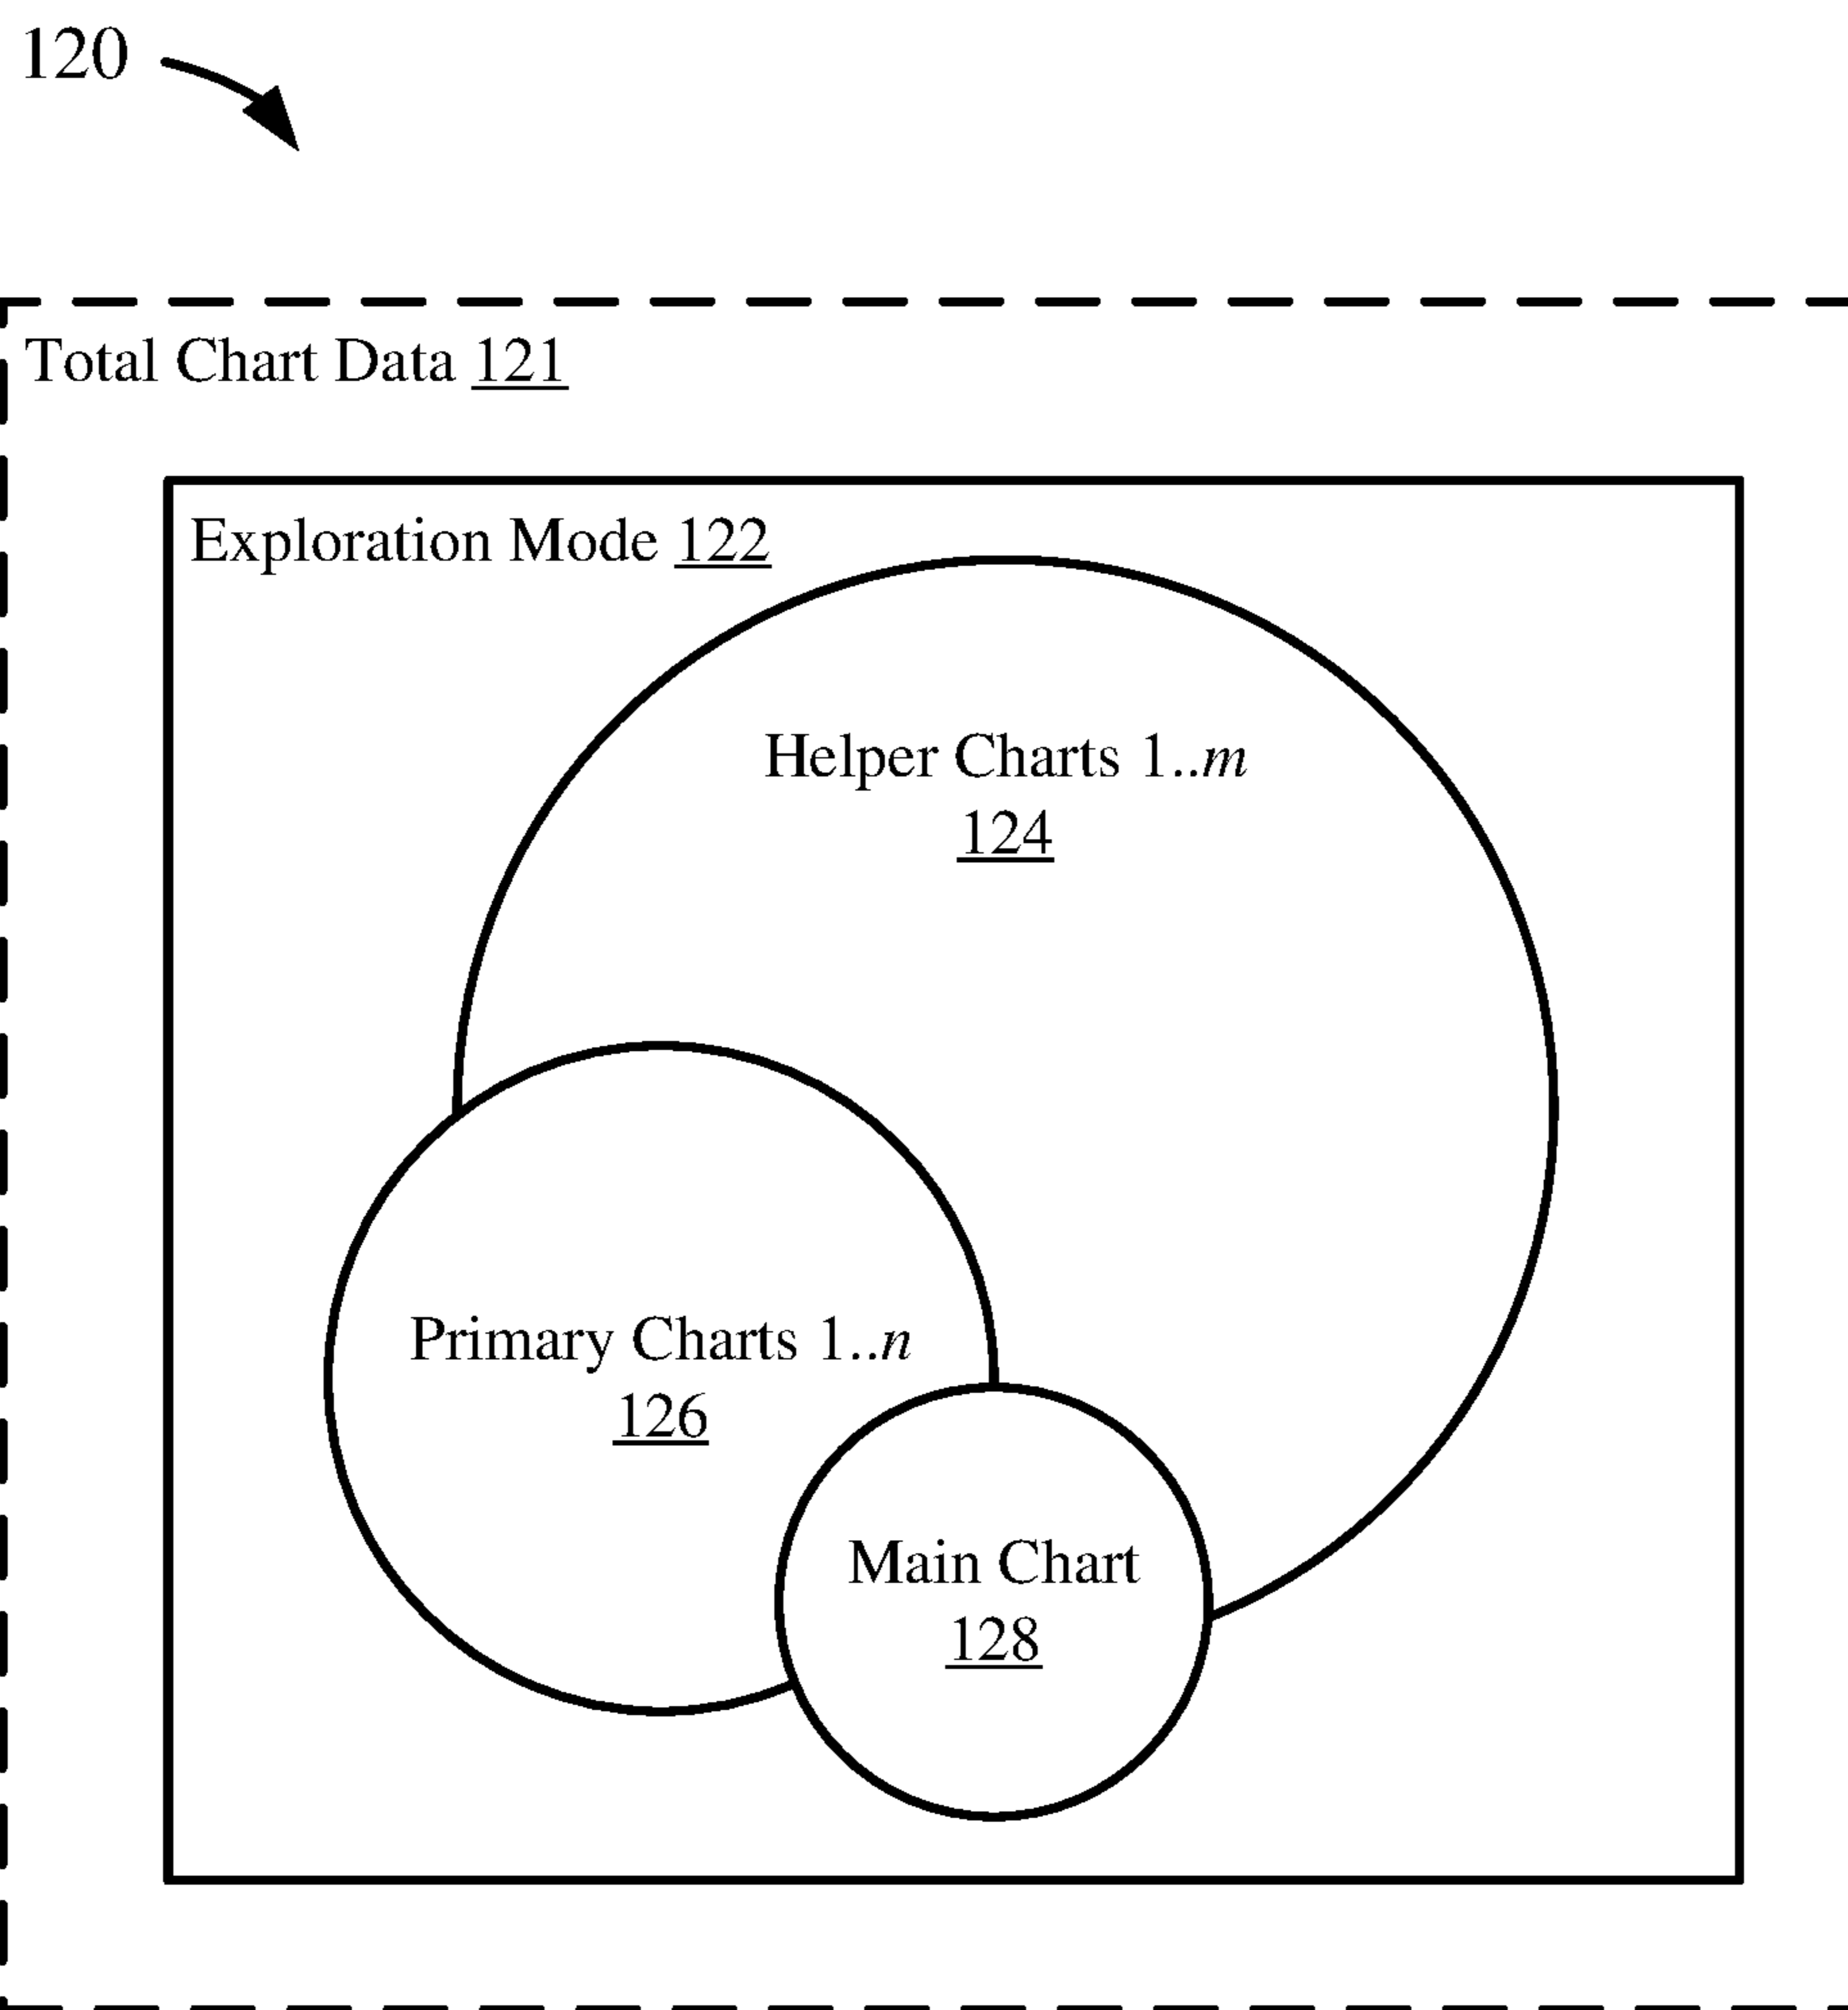 120
Total Chart Data 121
Exploration Mode 122
Helper Charts 1..m
124
Primary Charts 1..n
126
Main Chart
128